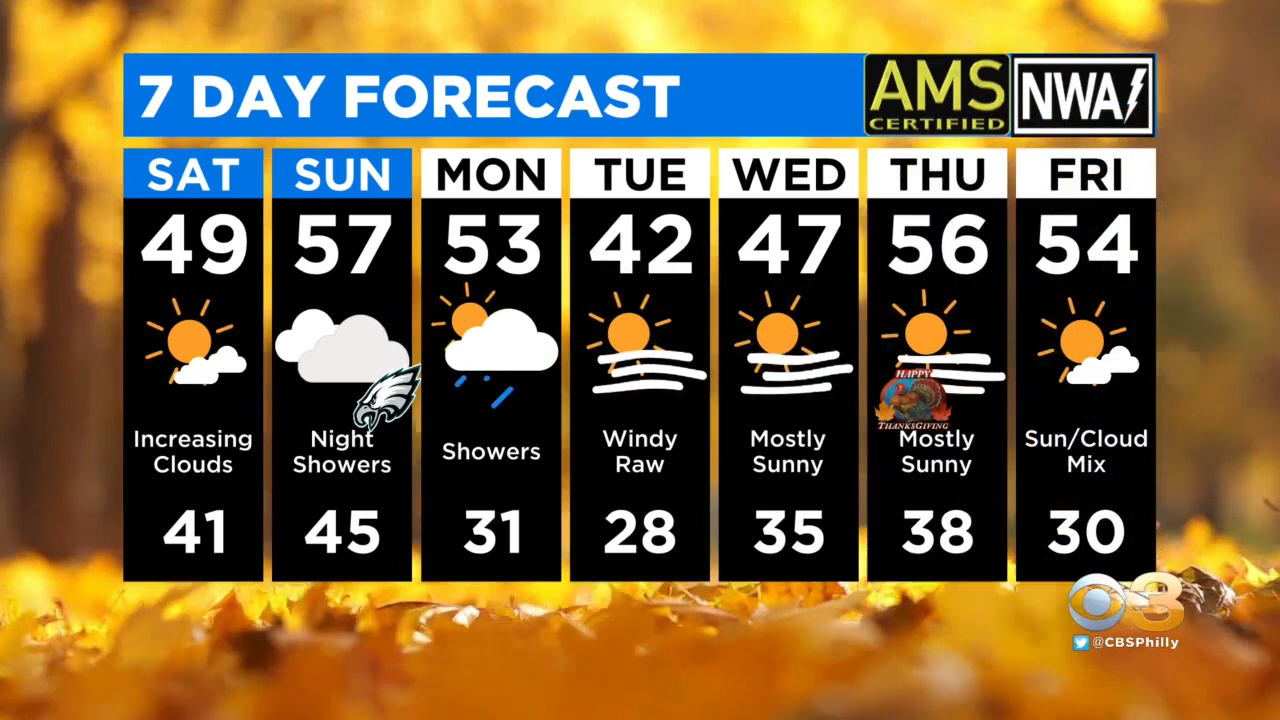 7 DAY FORECAST
AMS
CERTIFIED
NWA
SAT
SUN
MON
TUE
WED
THU
FRI
49
57
53
42
47
56
54
HAPPY
THANKSGIVING
Increasing
Clouds
Night
Showers
Showers
Windy
Raw
Mostly
Sunny
Mostly
Sunny
Sun/Cloud
Mix
41
45
31
28
35
38
30
3
@CBSPhilly